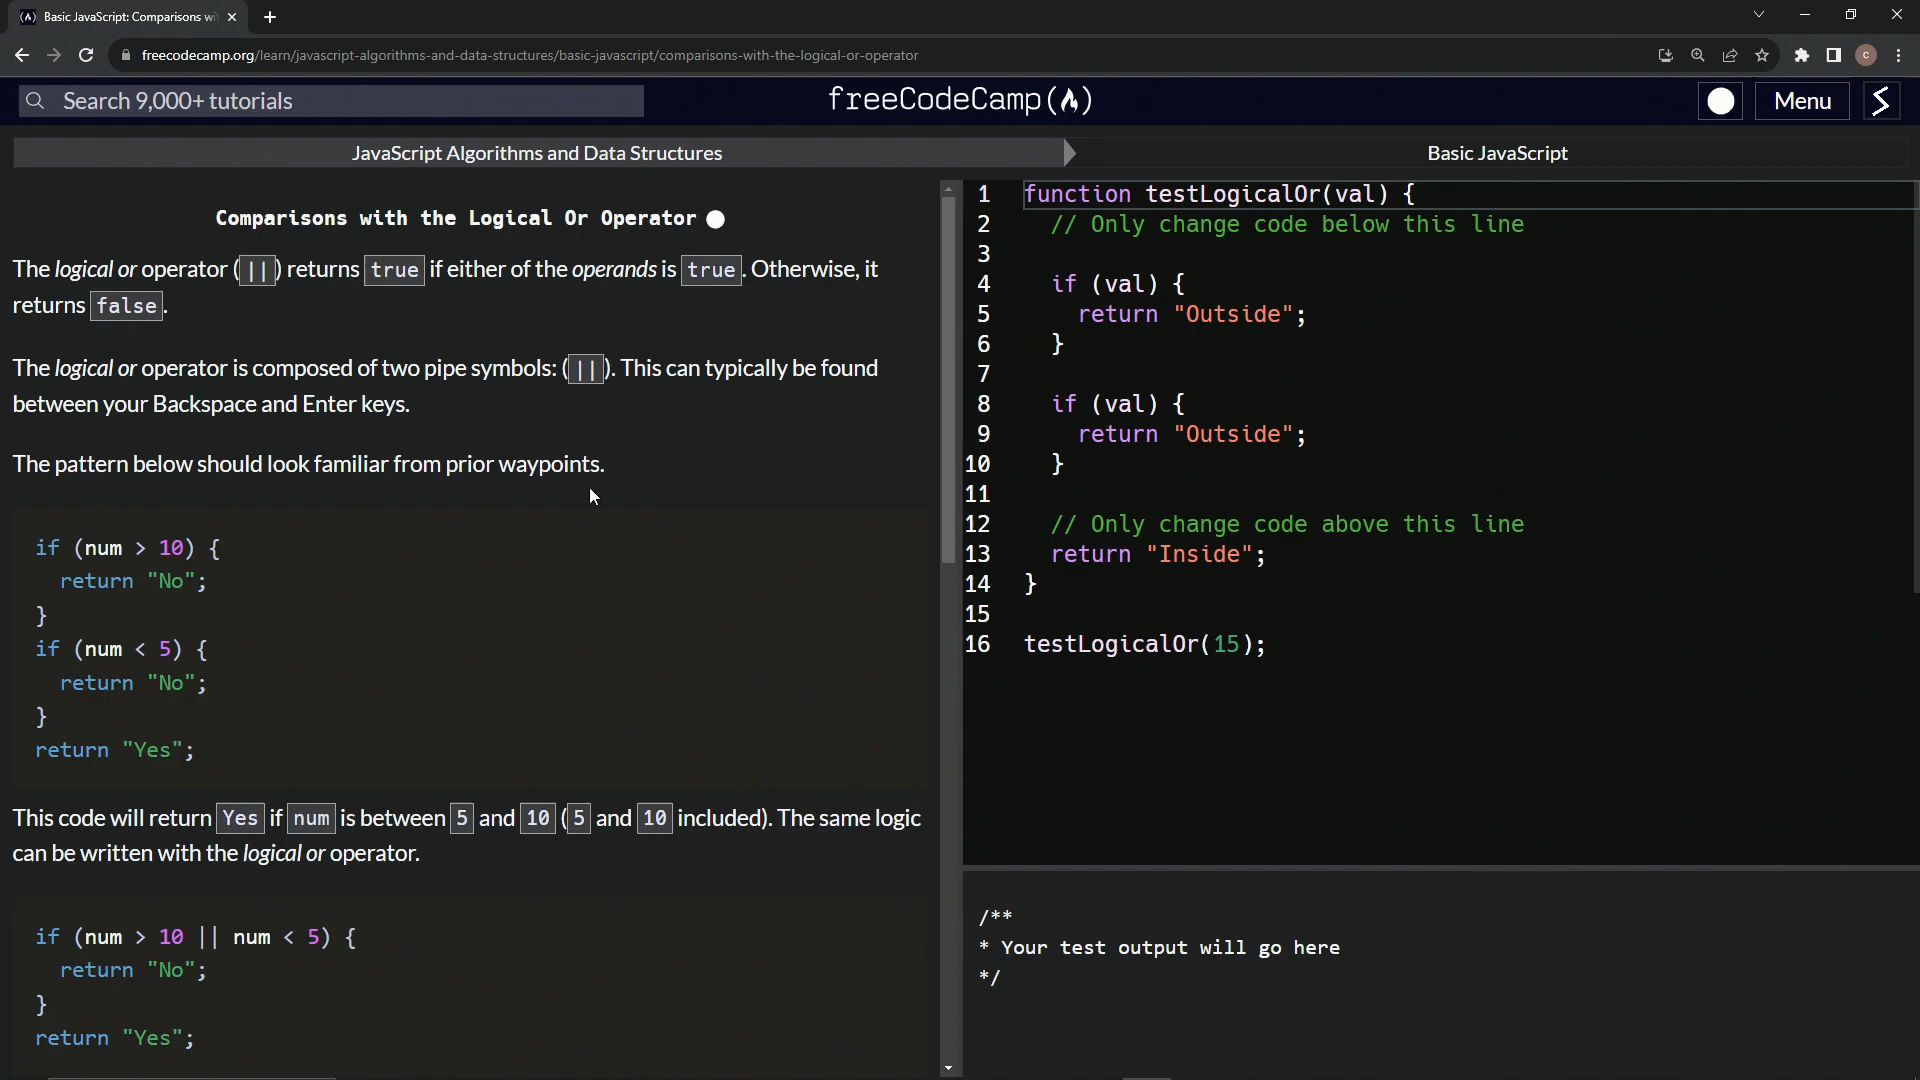 Basic JavaScript: Comparisons wi
freecodecamp.org/learn/javascript-algorithms-and-data-structures/basic-javascript/comparisons-with-the-logical-or-operator
c
Search 9,000+ tutorials
freeCodeCamp
Menu
JavaScript Algorithms and Data Structures
Basic JavaScript
Comparisons with the Logical Or Operator
The logical or operator (||) returns true if either of the operands is true. Otherwise, it
returns false.
The logical or operator is composed of two pipe symbols: (||). This can typically be found
between your Backspace and Enter keys.
The pattern below should look familiar from prior waypoints.
if (num > 10) {
return "No";
}
if (num < 5) {
return "No";
}
return "Yes";
This code will return Yes if num is between 5 and 10 (5 and 10 included). The same logic
can be written with the logical or operator.
if (num > 10 || num < 5) {
return "No";
}
return "Yes";
1 function testLogicalOr(val) {
2 // Only change code below this line
3
4 if (val) {
5 return "Outside";
6 }
7
8 if (val) {
9 return "Outside";
10 }
11
12 // Only change code above this line
13 return "Inside";
14 }
15
16 testLogicalOr(15);
/**
* Your test output will go here
*/